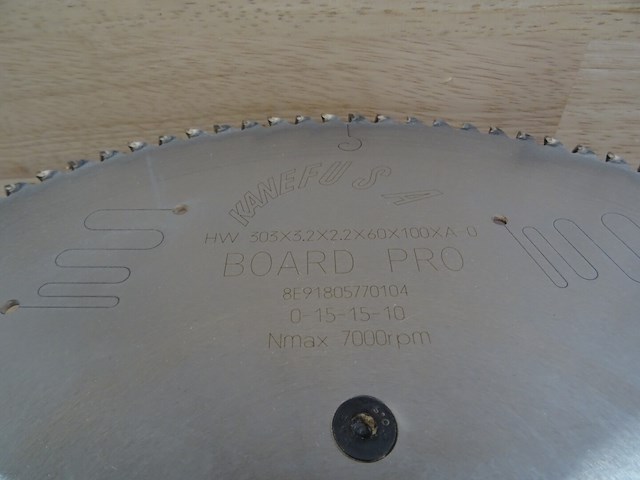 KANEFUSA
HW 303X3.2X2.2X60X100XA-0
BOARD PRO
8E91805770104
0-15-15-10
Nmax 7000rpm